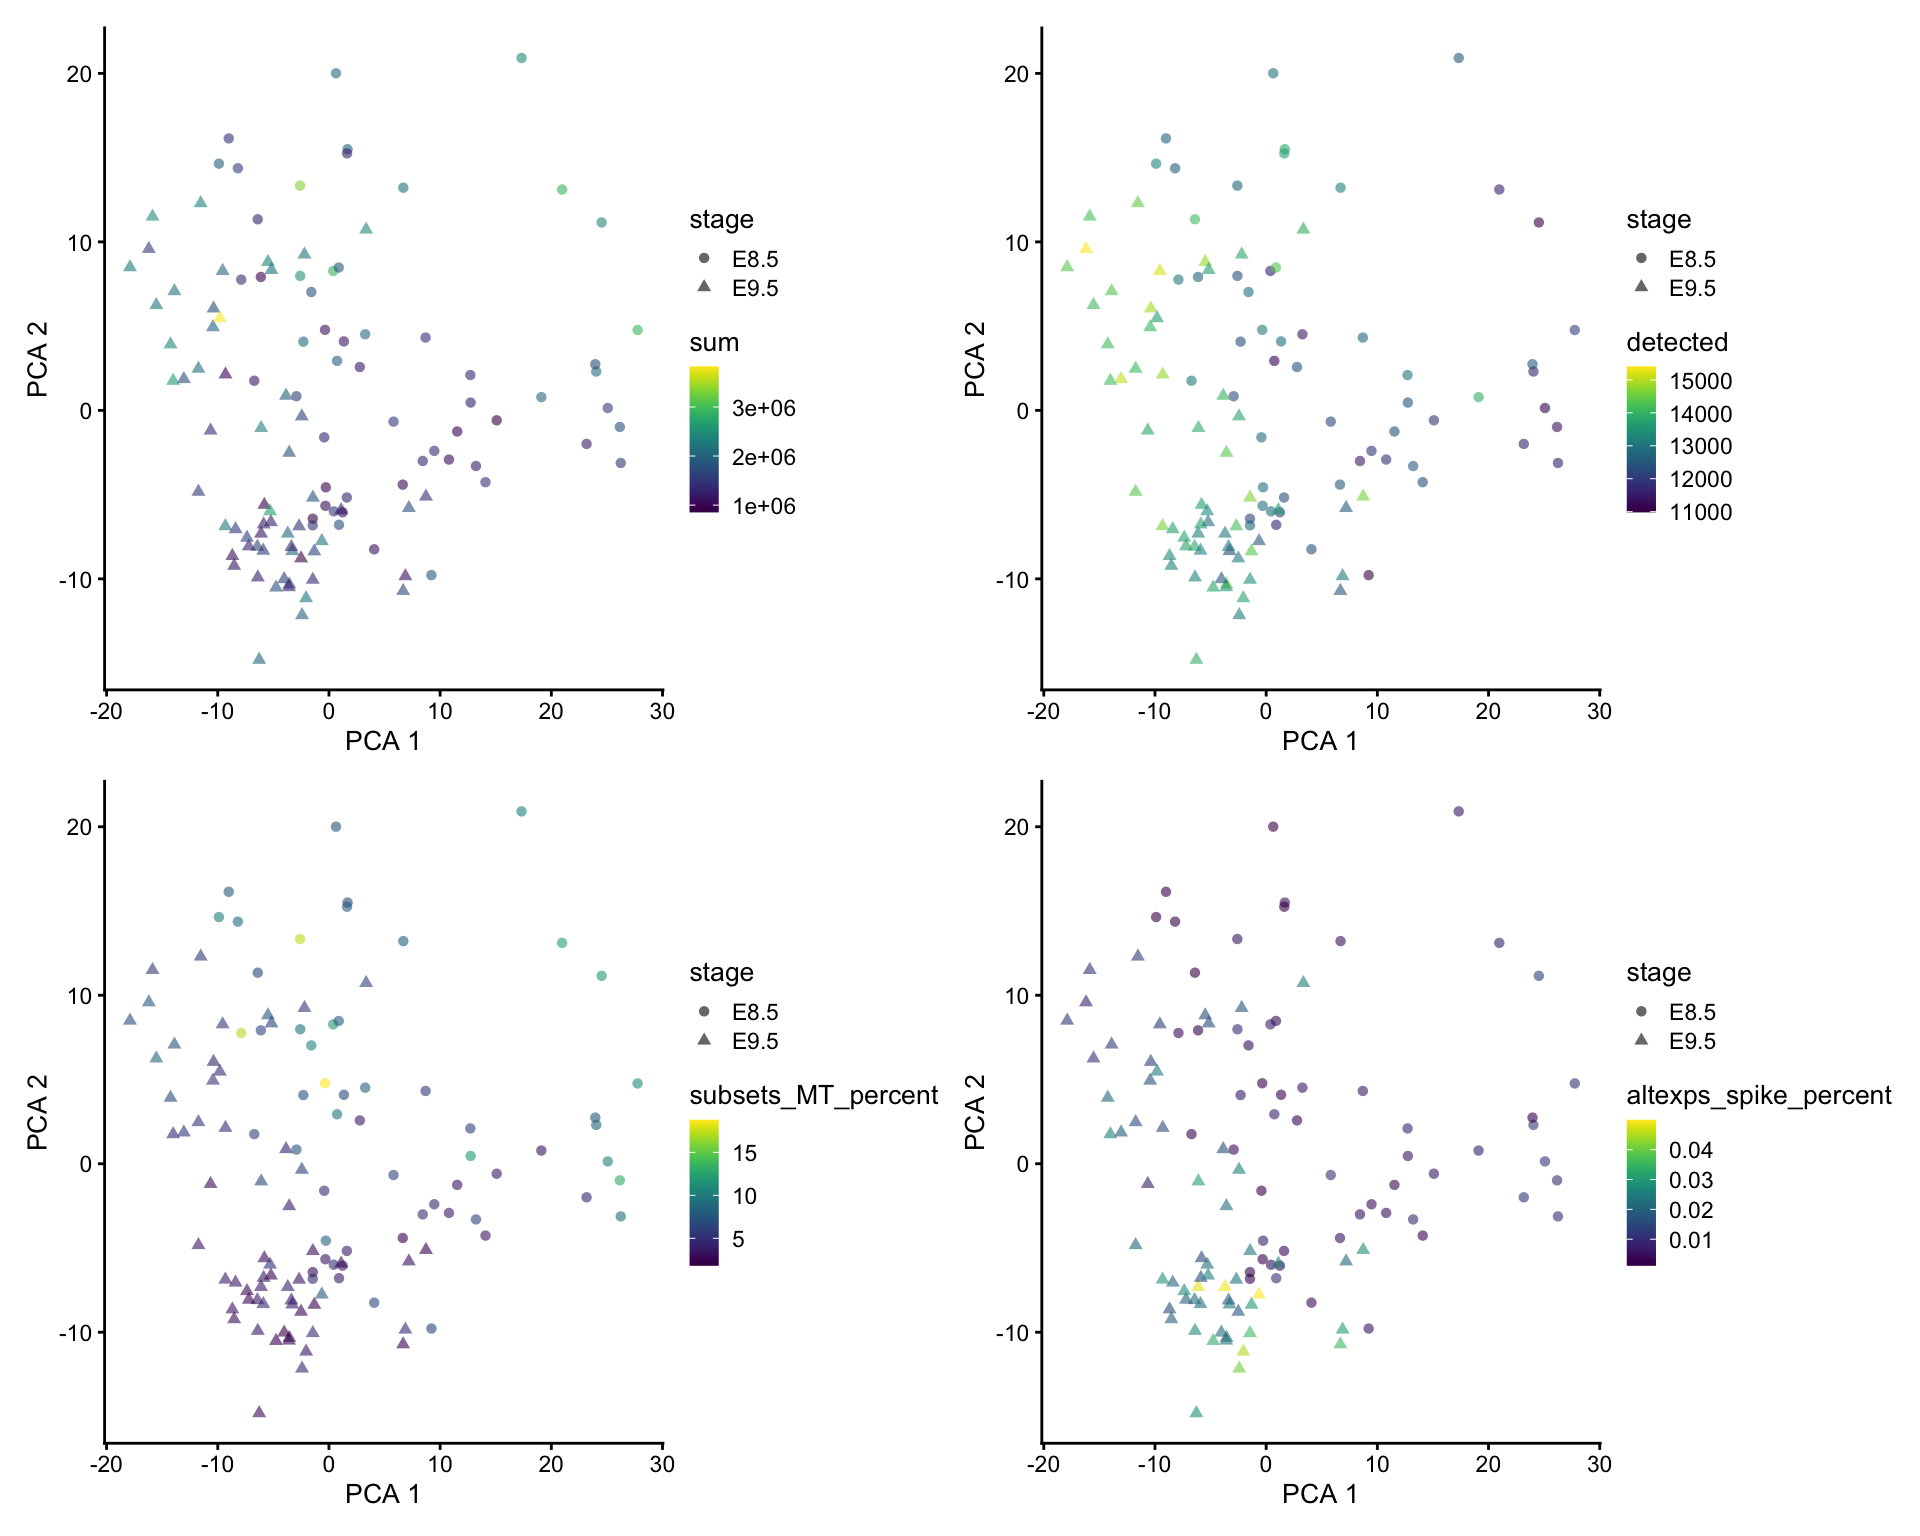 20
10
0
-10
-20 -10 0 10 20 30
PCA 1
PCA 2
stage
E8.5
E9.5
sum
3e+06
2e+06
1e+06
20
10
0
-10
-20 -10 0 10 20 30
PCA 1
PCA 2
stage
E8.5
E9.5
detected
15000
14000
13000
12000
11000
20
10
0
-10
-20 -10 0 10 20 30
PCA 1
PCA 2
stage
E8.5
E9.5
subsets_MT_percent
15
10
5
20
10
0
-10
-20 -10 0 10 20 30
PCA 1
PCA 2
stage
E8.5
E9.5
altexps_spike_percent
0.04
0.03
0.02
0.01